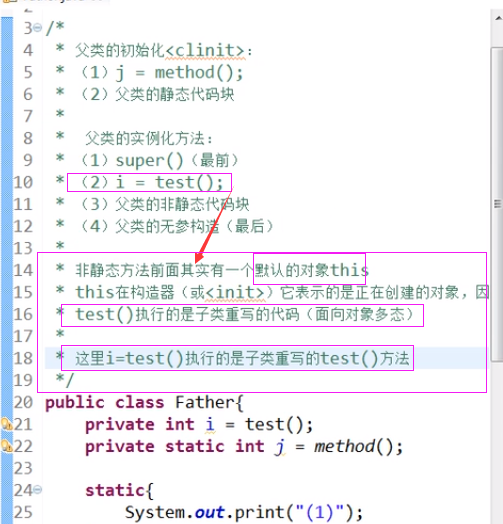 3 /*
4 * 父类的初始化<clinit>：
5 * （1）j = method();
6 * （2）父类的静态代码块
7 *
8 * 父类的实例化方法：
9 * （1）super()（最前）
10 * （2）i = test();
11 * （3）父类的非静态代码块
12 * （4）父类的无参构造（最后）
13 *
14 * 非静态方法前面其实有一个默认的对象this
15 * this在构造器（或<init>）它表示的是正在创建的对象，因
16 * test()执行的是子类重写的代码（面向对象多态）
17 *
18 * 这里i=test()执行的是子类重写的test()方法
19 */
20 public class Father{
21 private int i = test();
22 private static int j = method();
23
24 static{
25 System.out.print("(1)");